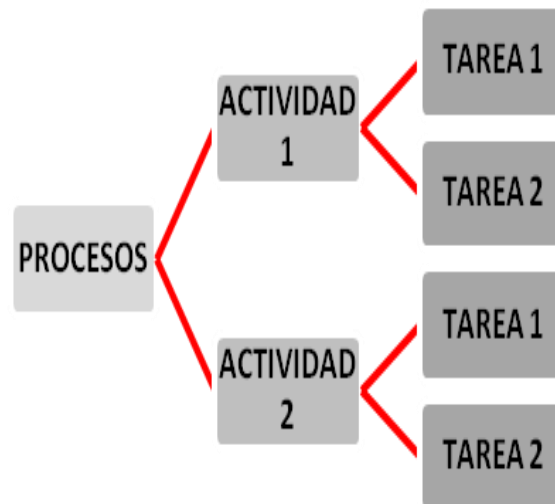 PROCESOS
ACTIVIDAD
1
TAREA 1
TAREA 2
ACTIVIDAD
2
TAREA 1
TAREA 2